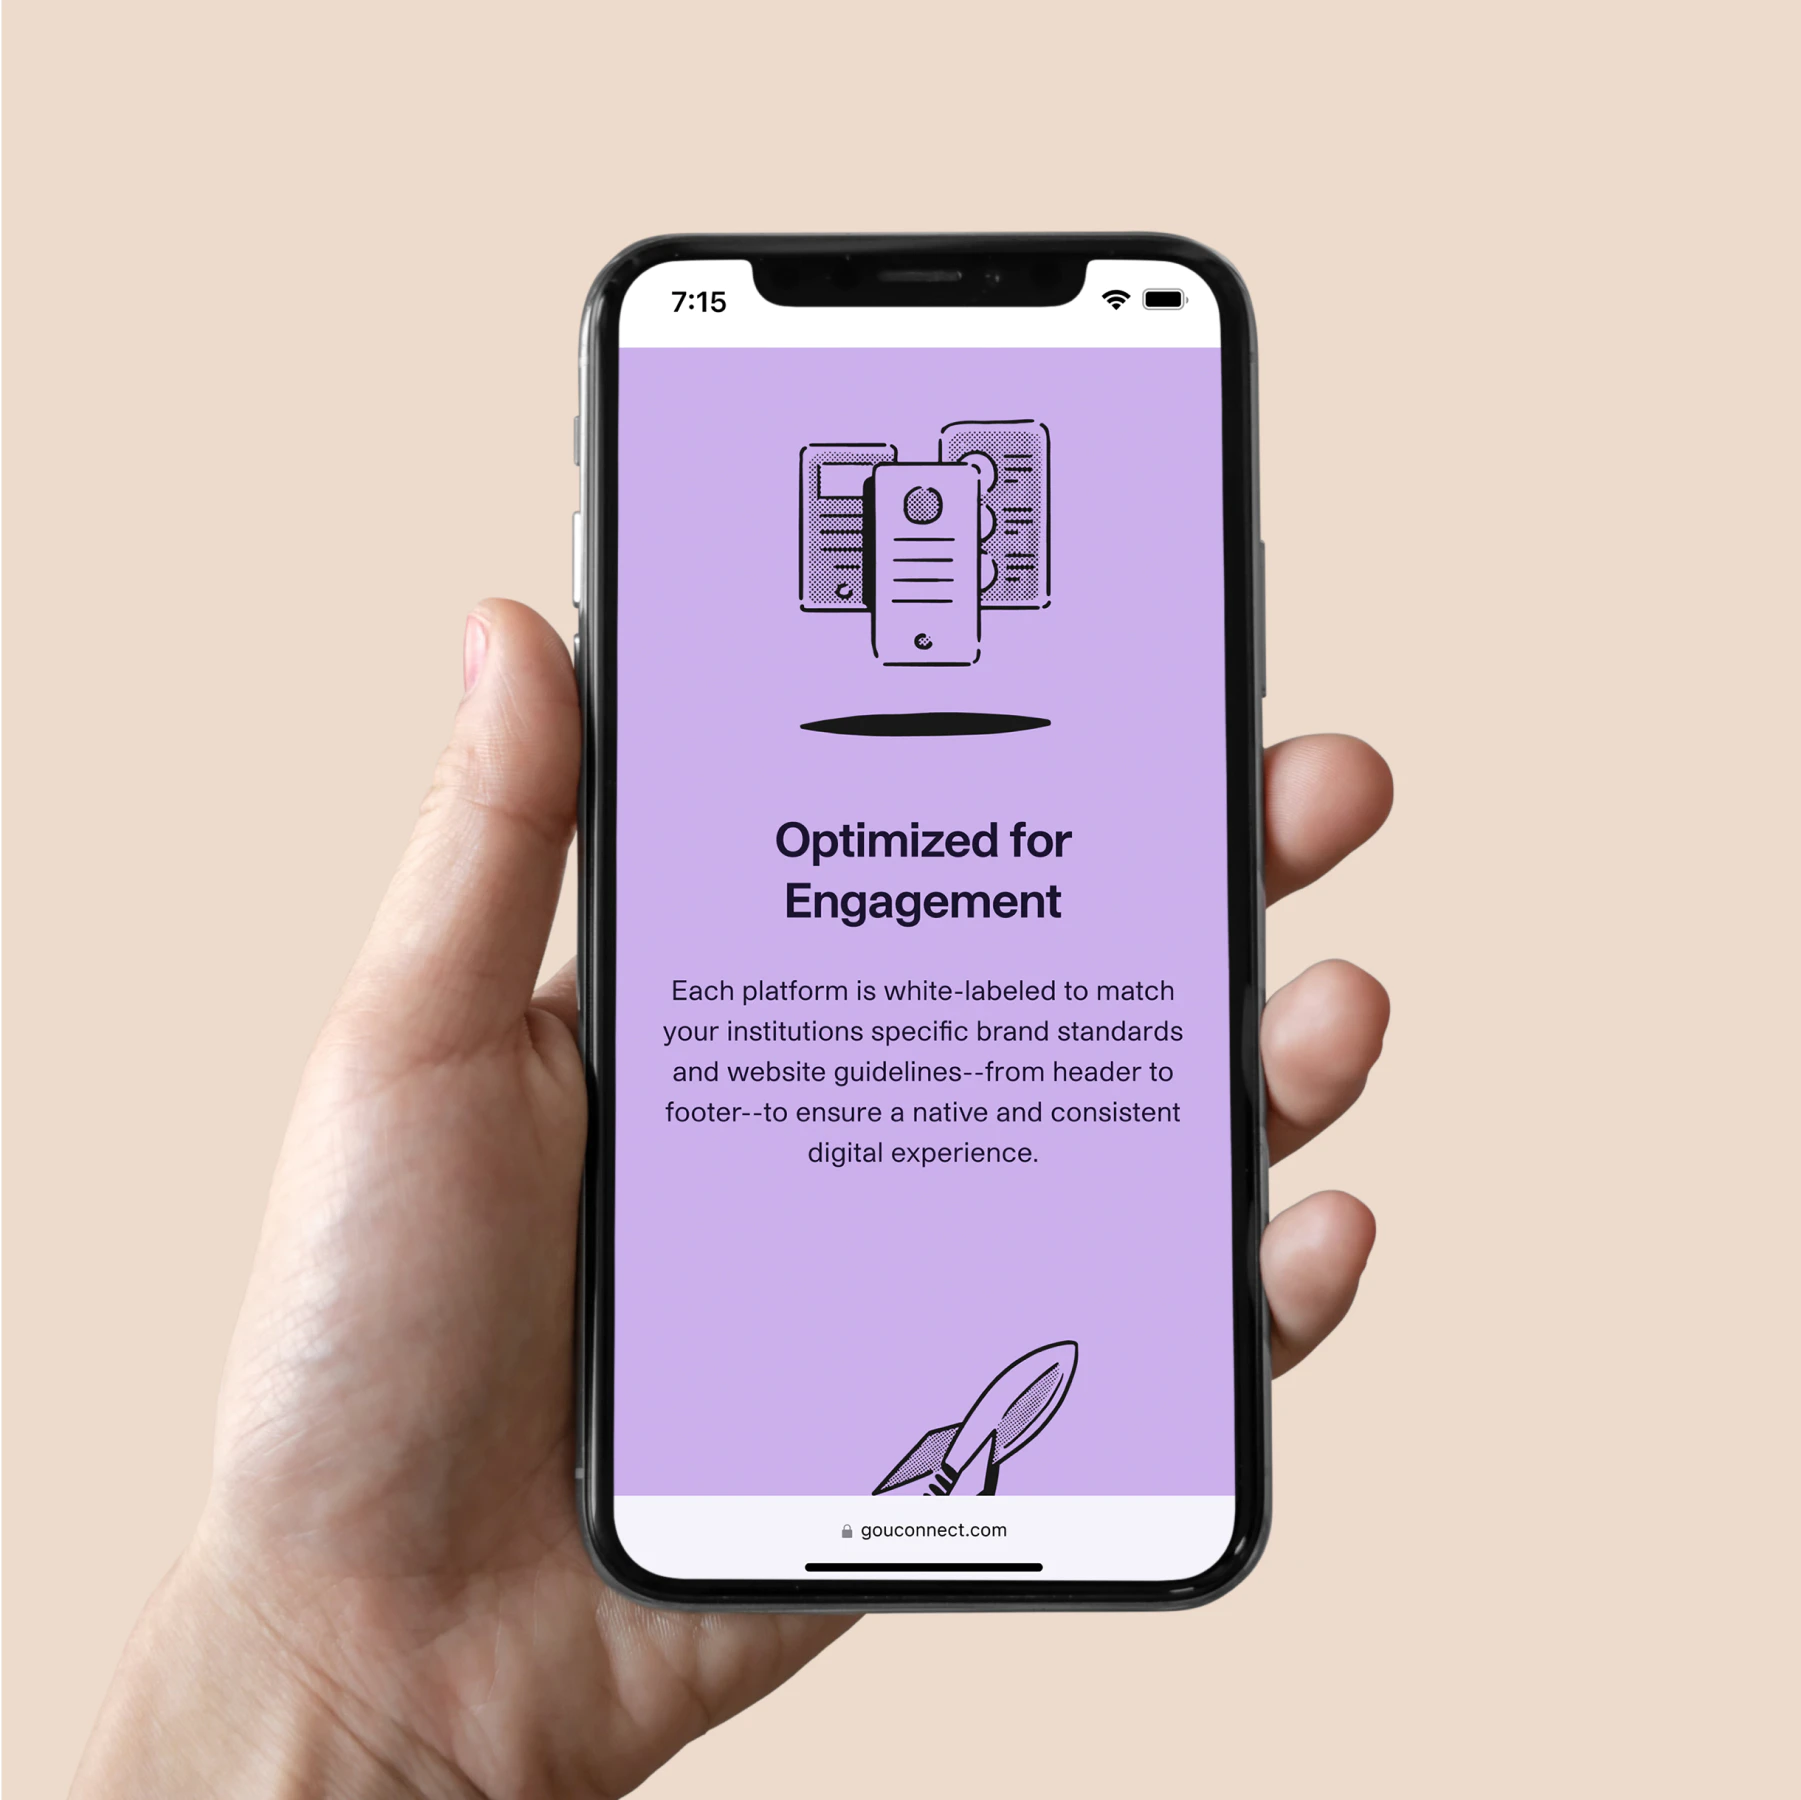 7:15
Optimized for
Engagement
Each platform is white-labeled to match
your institutions specific brand standards
and website guidelines--from header to
footer--to ensure a native and consistent
digital experience.
gouconnect.com